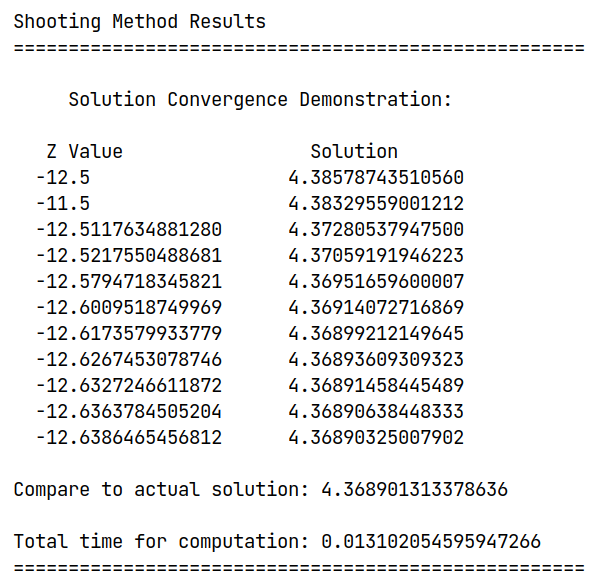 Shooting Method Results
====================================================
Solution Convergence Demonstration:
Z Value Solution
-12.5 4.38578743510560
-11.5 4.38329559001212
-12.5117634881280 4.37280537947500
-12.5217550488681 4.37059191946223
-12.5794718345821 4.36951659600007
-12.6009518749969 4.36914072716869
-12.6173579933779 4.36899212149645
-12.6267453078746 4.36893609309323
-12.6327246611872 4.36891458445489
-12.6363784505204 4.36890638448333
-12.6386465456812 4.36890325007902
Compare to actual solution: 4.368901313378636
Total time for computation: 0.013102054595947266
====================================================